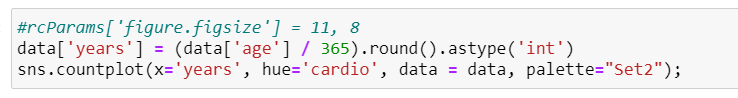 #rcParams['figure.figsize'] = 11, 8
data['years'] = (data['age'] / 365).round().astype('int')
sns.countplot(x='years', hue='cardio', data = data, palette="Set2");